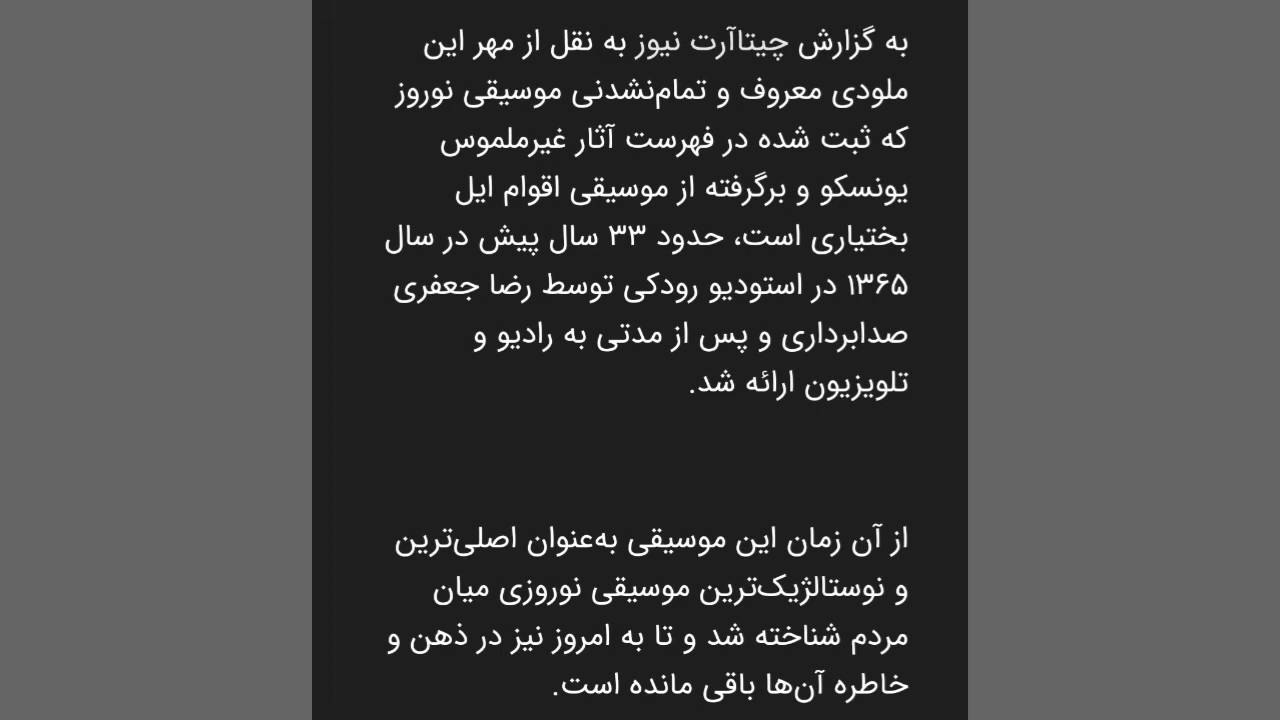 به گزارش چیتاآرت نیوز به نقل از مهر این
ملودی معروف و تمام‌نشدنی موسیقی نوروز
که ثبت شده در فهرست آثار غیرملموس
یونسکو و برگرفته از موسیقی اقوام ایل
بختیاری است، حدود ۳۳ سال پیش در سال
۱۳۶۵ در استودیو رودکی توسط رضا جعفری
صدابرداری و پس از مدتی به رادیو و
تلویزیون ارائه شد.
از آن زمان این موسیقی به‌عنوان اصلی‌ترین
و نوستالژیک‌ترین موسیقی نوروزی میان
مردم شناخته شد و تا به امروز نیز در ذهن و
خاطره آن‌ها باقی مانده است.